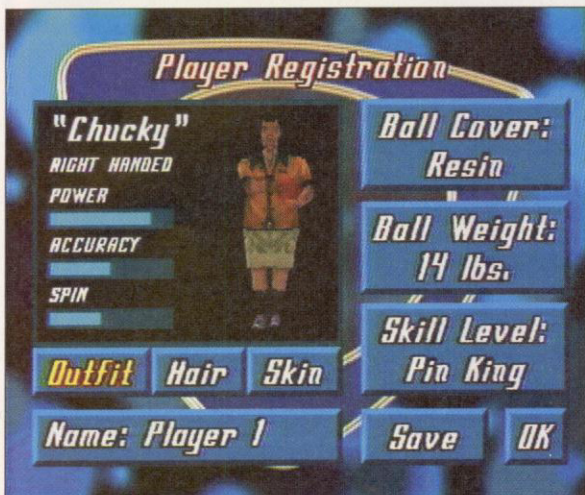 Player Registration
"Chucky"
RIGHT HANDED
POWER
ACCURACY
SPIN
Ball Cover:
Resin
Ball Weight:
14 lbs.
Skill Level:
Pin King
Outfit
Hair
Skin
Name: Player 1
Save
OK